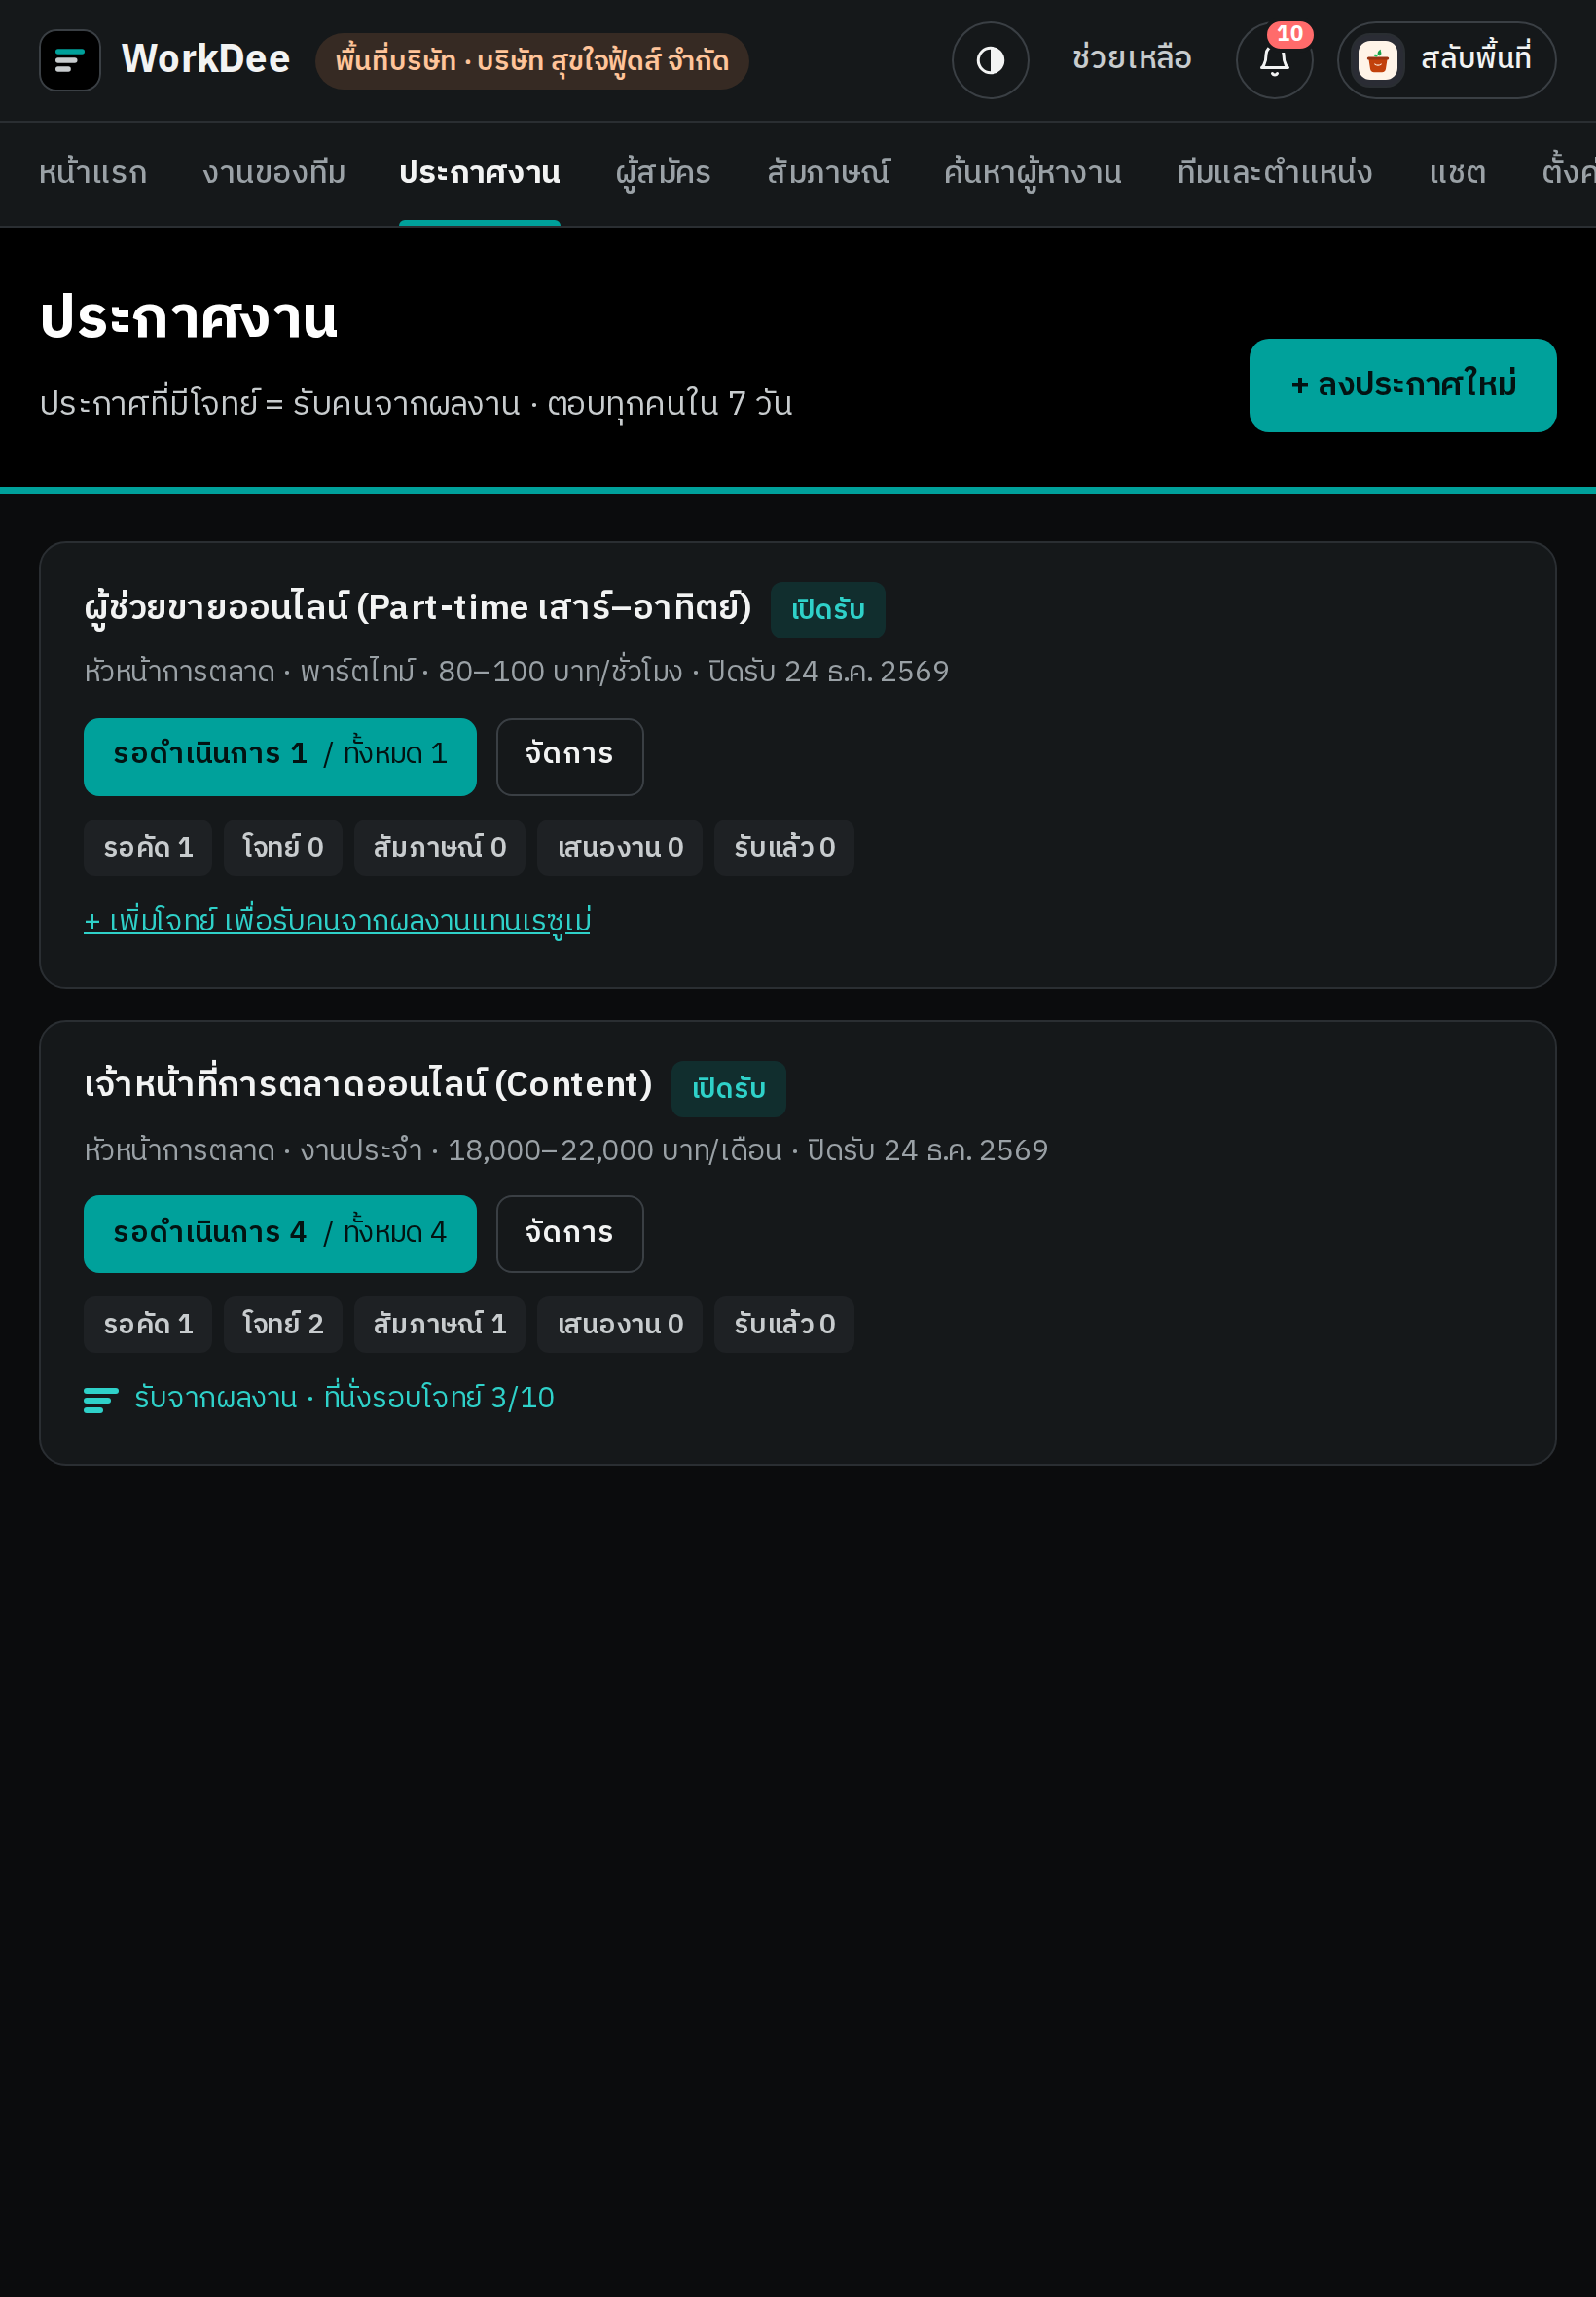 WorkDee
พื้นที่บริษัท · บริษัท สุขใจฟู้ดส์ จำกัด
ช่วยเหลือ
10
สลับพื้นที่
หน้าแรก
งานของทีม
ประกาศงาน
ผู้สมัคร
สัมภาษณ์
ค้นหาผู้หางาน
ทีมและตำแหน่ง
แชต
ประกาศงาน
ประกาศที่มีโจทย์ = รับคนจากผลงาน · ตอบทุกคนใน 7 วัน
+ ลงประกาศใหม่
ผู้ช่วยขายออนไลน์ (Part-time เสาร์–อาทิตย์) เปิดรับ
หัวหน้าการตลาด · พาร์ตไทม์ · 80–100 บาท/ชั่วโมง · ปิดรับ 24 ธ.ค. 2569
รอดำเนินการ 1 / ทั้งหมด 1
จัดการ
รอคัด 1
โจทย์ 0
สัมภาษณ์ 0
เสนองาน 0
รับแล้ว 0
+ เพิ่มโจทย์ เพื่อรับคนจากผลงานแทนเรซูเม่
เจ้าหน้าที่การตลาดออนไลน์ (Content) เปิดรับ
หัวหน้าการตลาด · งานประจำ · 18,000–22,000 บาท/เดือน · ปิดรับ 24 ธ.ค. 2569
รอดำเนินการ 4 / ทั้งหมด 4
จัดการ
รอคัด 1
โจทย์ 2
สัมภาษณ์ 1
เสนองาน 0
รับแล้ว 0
รับจากผลงาน · ที่นั่งรอบโจทย์ 3/10